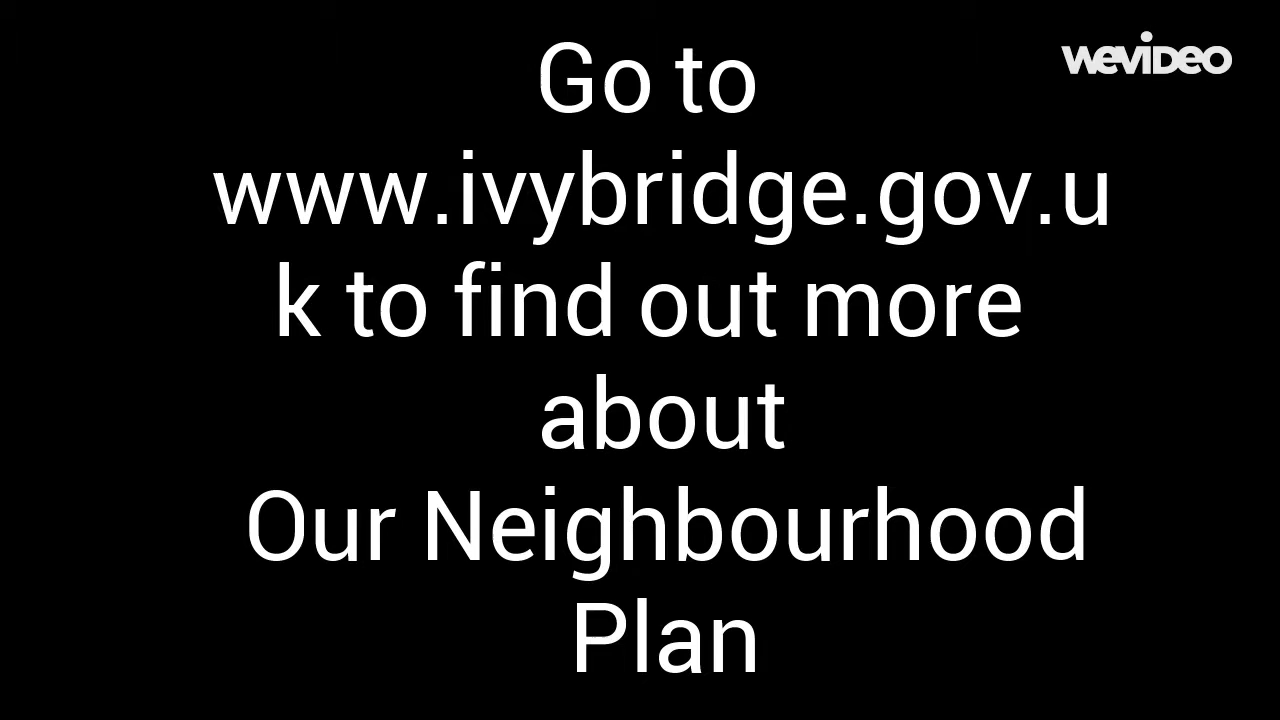 Go to
wevideo
www.ivybridge.gov.u
k to find out more
about
Our Neighbourhood
Plan